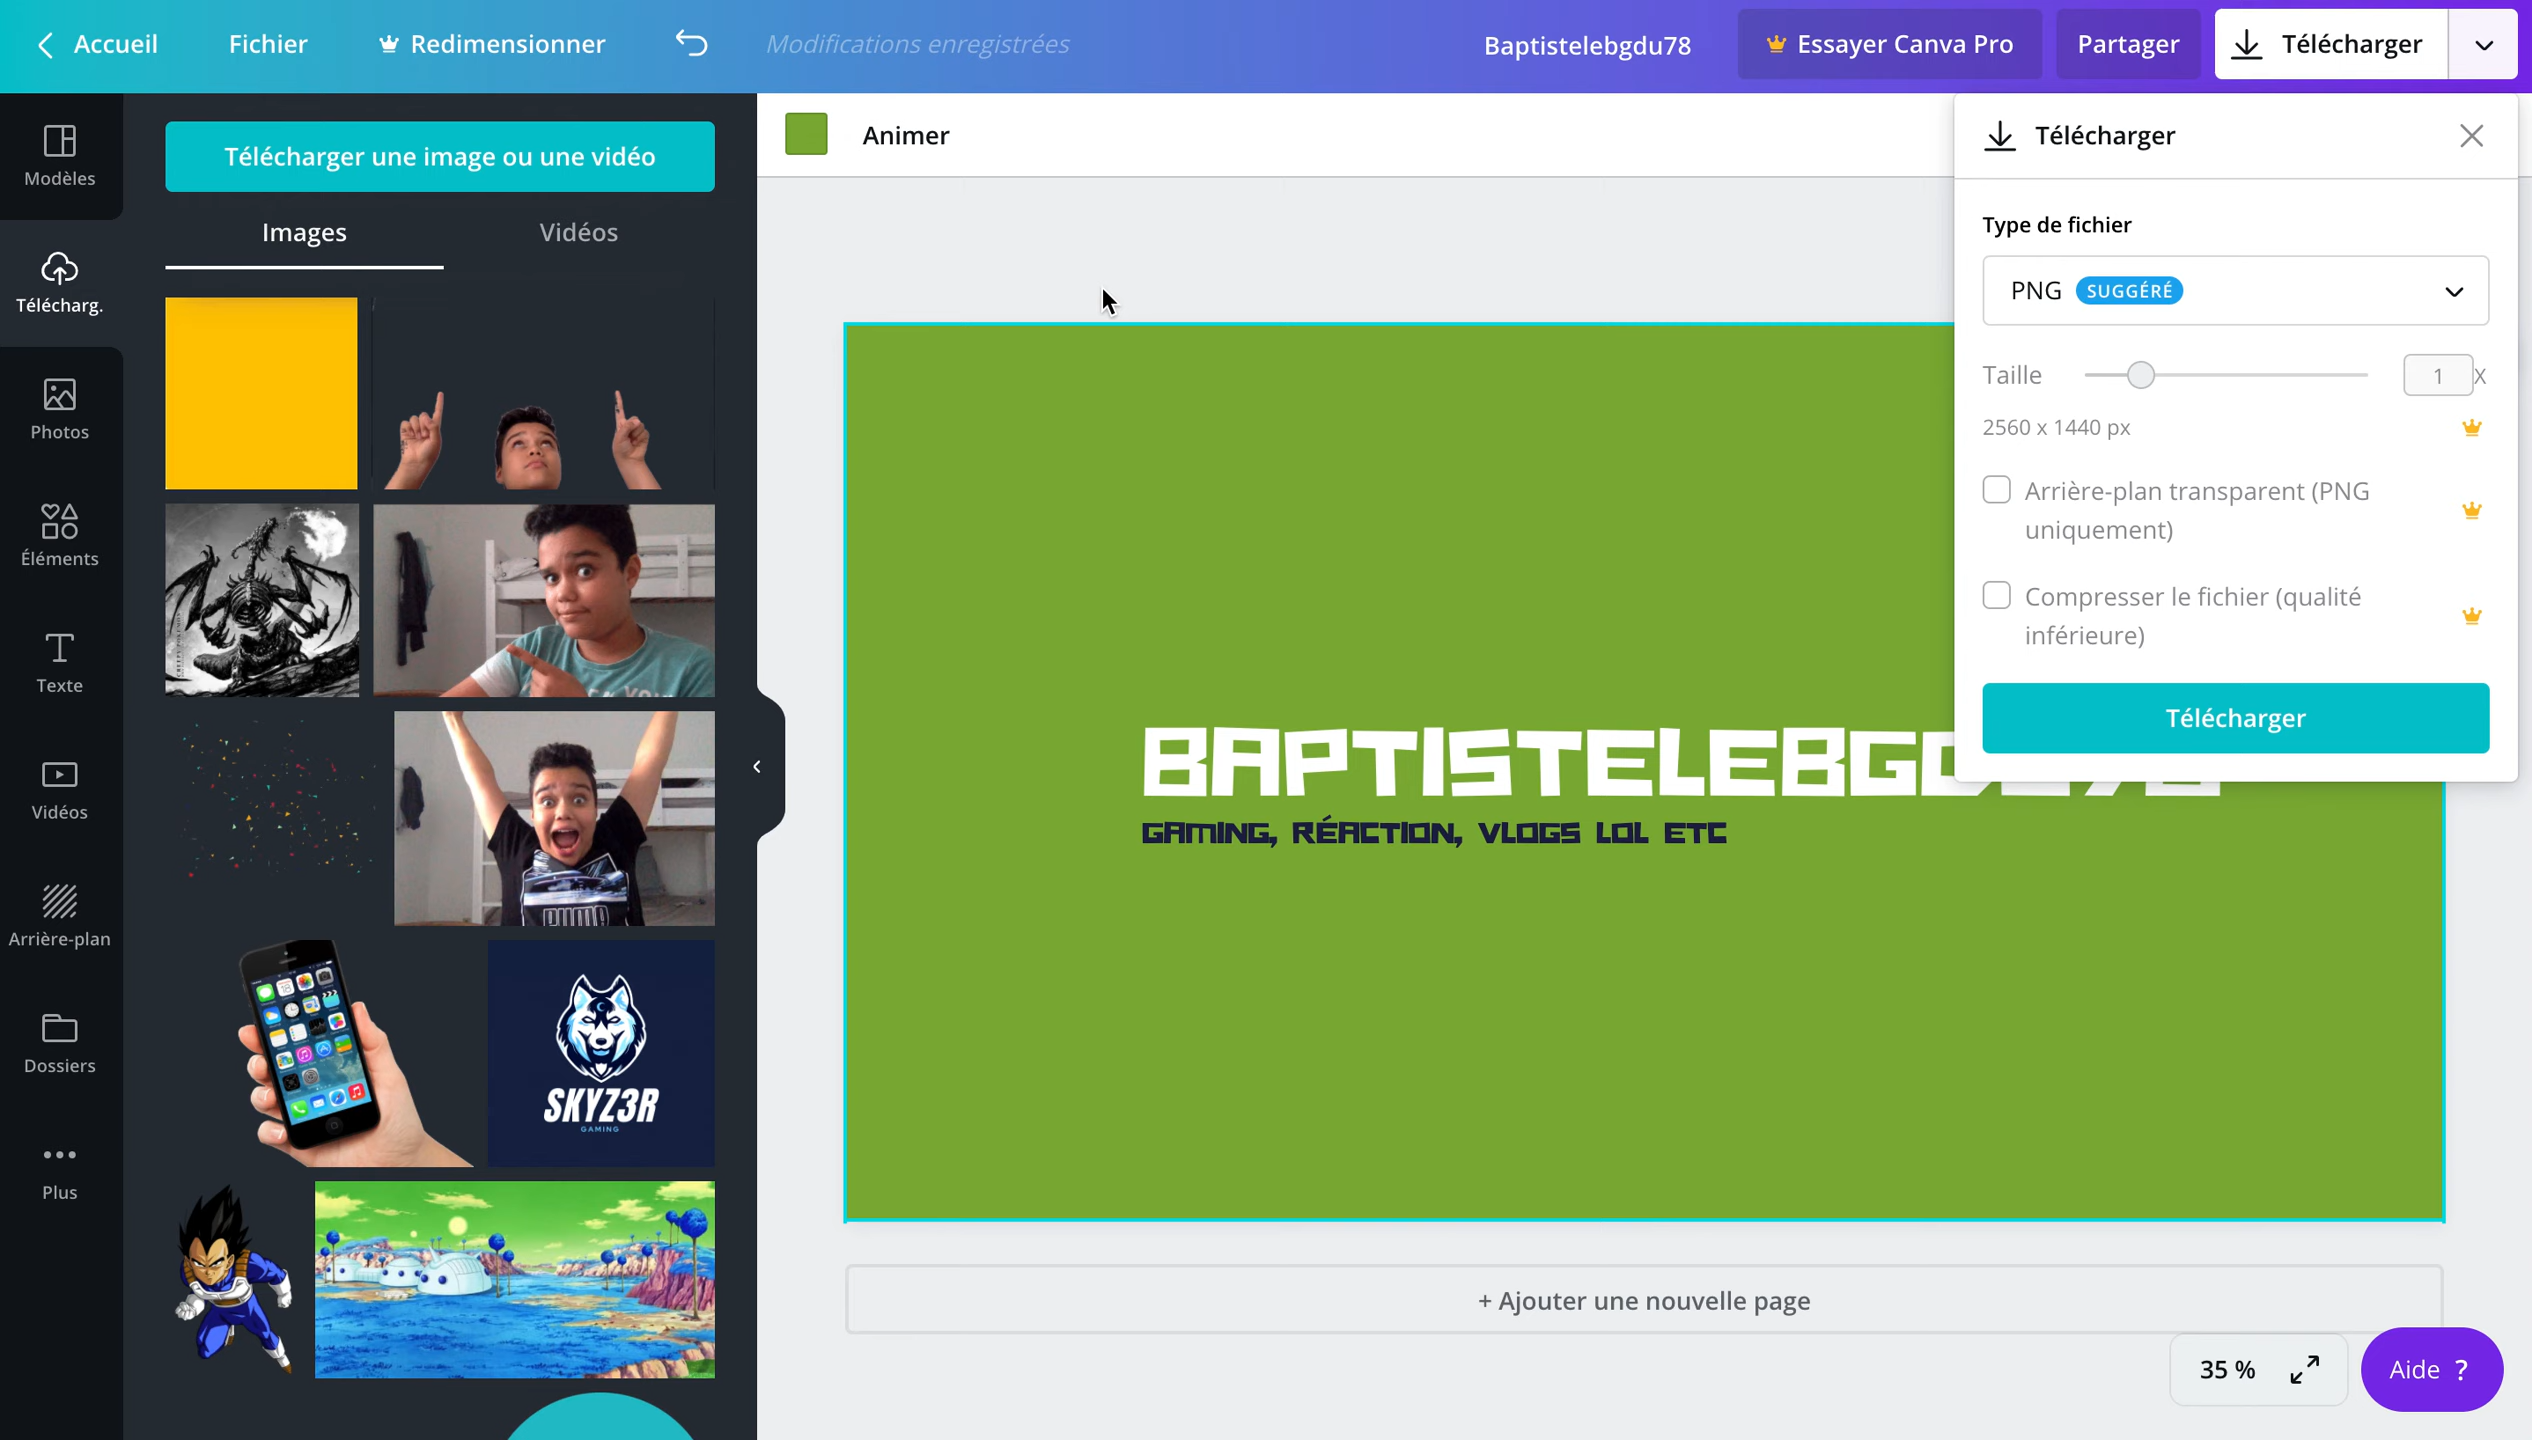 Accueil
Fichier
Redimensionner
Modifications enregistrées
Baptistelebgdu78
Essayer Canva Pro
Partager
Télécharger
Modèles
Télécharg.
Photos
Éléments
Texte
Vidéos
Arrière-plan
Dossiers
Plus
Télécharger une image ou une vidéo
Images
Vidéos
PUMA
SKYZ3R
GAMING
Animer
BAPTISTELEBGDU78
GAMING, RÉACTION, VLOGS LOL ETC
+ Ajouter une nouvelle page
35 %
Aide ?
Télécharger
Type de fichier
PNG SUGGÉRÉ
Taille
1 X
2560 x 1440 px
Arrière-plan transparent (PNG
uniquement)
Compresser le fichier (qualité
inférieure)
Télécharger